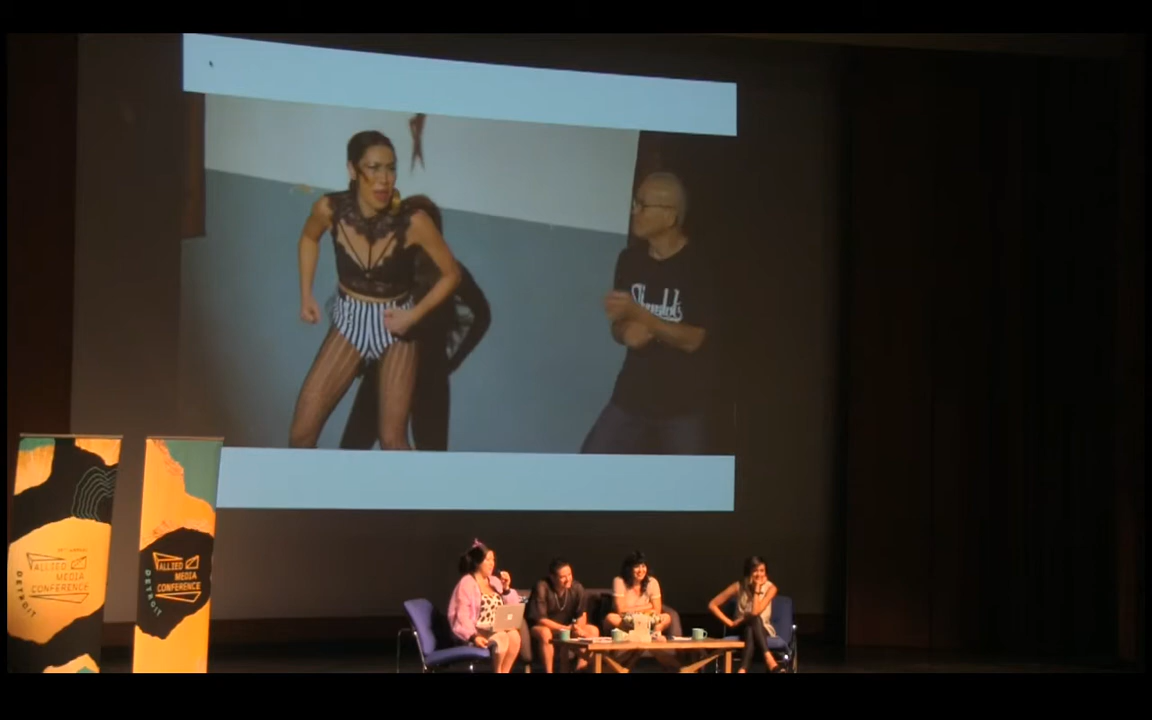 ALLIED
MEDIA
CONFERENCE
DETROIT
ALLIED
MEDIA
CONFERENCE
DETROIT